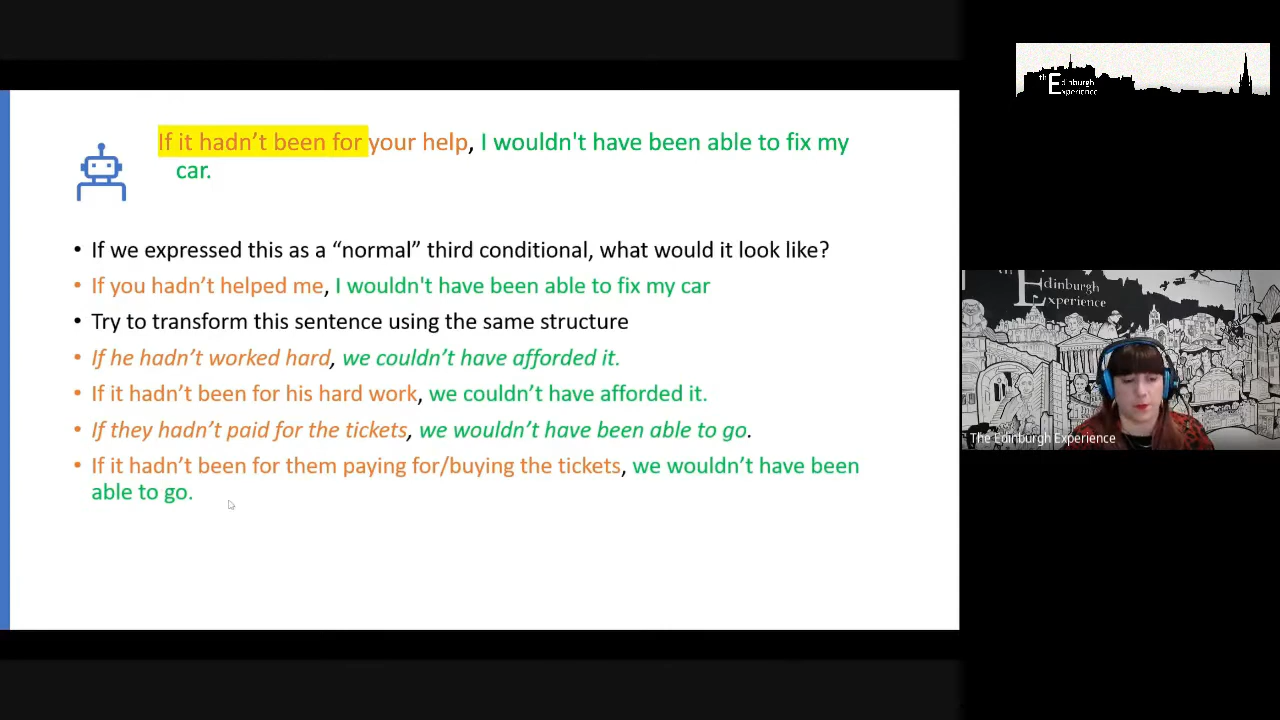 If it hadn’t been for your help, I wouldn't have been able to fix my
car.
• If we expressed this as a “normal” third conditional, what would it look like?
• If you hadn’t helped me, I wouldn't have been able to fix my car
• Try to transform this sentence using the same structure
• If he hadn’t worked hard, we couldn’t have afforded it.
• If it hadn’t been for his hard work, we couldn’t have afforded it.
• If they hadn’t paid for the tickets, we wouldn’t have been able to go.
• If it hadn’t been for them paying for/buying the tickets, we wouldn’t have been
able to go.
the Edinburgh
Experience
Edinburgh
Experience
The Edinburgh Experience